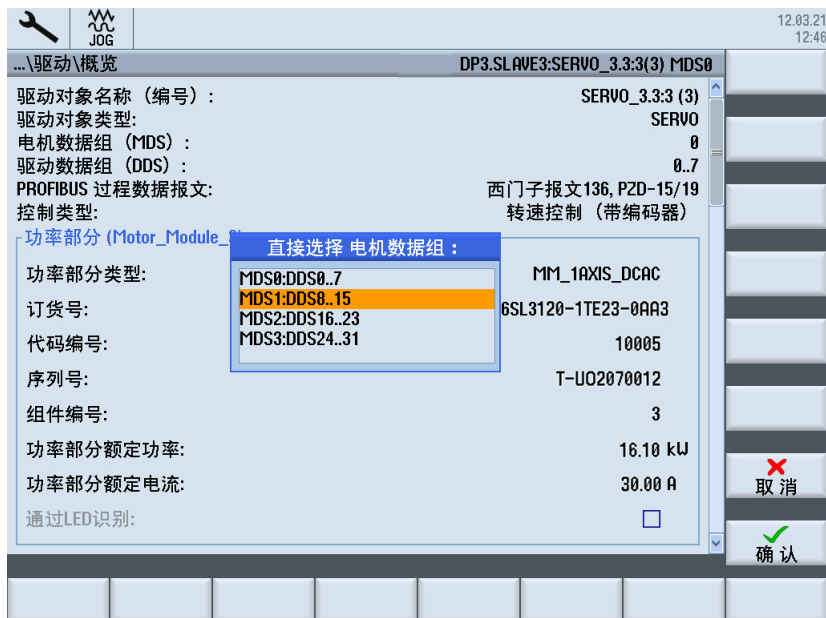 JOG
12.03.21
12:46
...\驱动\概览 DP3.SLAVE3:SERVO_3.3:3(3) MDS0
驱动对象名称（编号）: SERVO_3.3:3 (3)
驱动对象类型: SERVO
电机数据组（MDS）: 0
驱动数据组（DDS）: 0..7
PROFIBUS 过程数据报文: 西门子报文136, PZD-15/19
控制类型: 转速控制（带编码器）
功率部分 (Motor_Module_
直接选择 电机数据组：
MDS0:DDS0..7
MDS1:DDS8..15
MDS2:DDS16..23
MDS3:DDS24..31
功率部分类型: MM_1AXIS_DCAC
订货号: 6SL3120-1TE23-0AA3
代码编号: 10005
序列号: T-UO2070012
组件编号: 3
功率部分额定功率: 16.10 kW
功率部分额定电流: 30.00 A
通过LED识别:
取消
确认